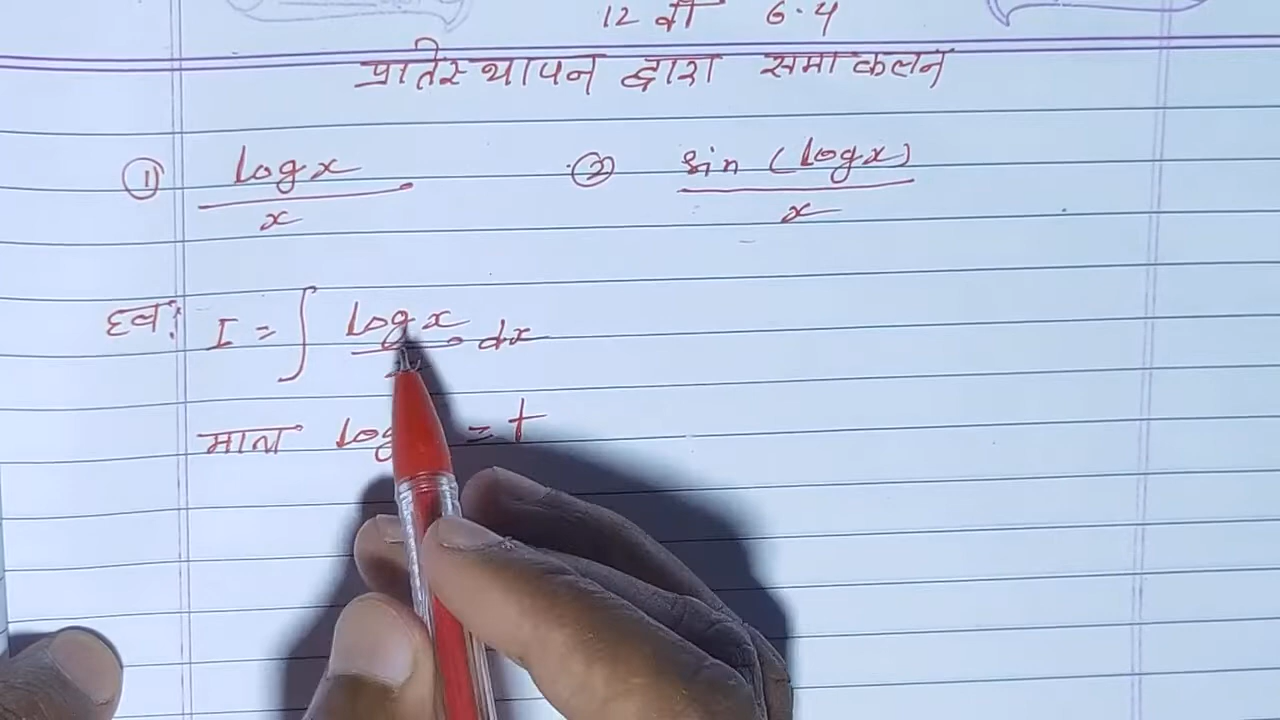 12 वी 6.4
प्रतिस्थापन द्वारा समाकलन
① log x / x ② sin (log x) / x
हल: I = ∫ log x / x dx
माना log = t